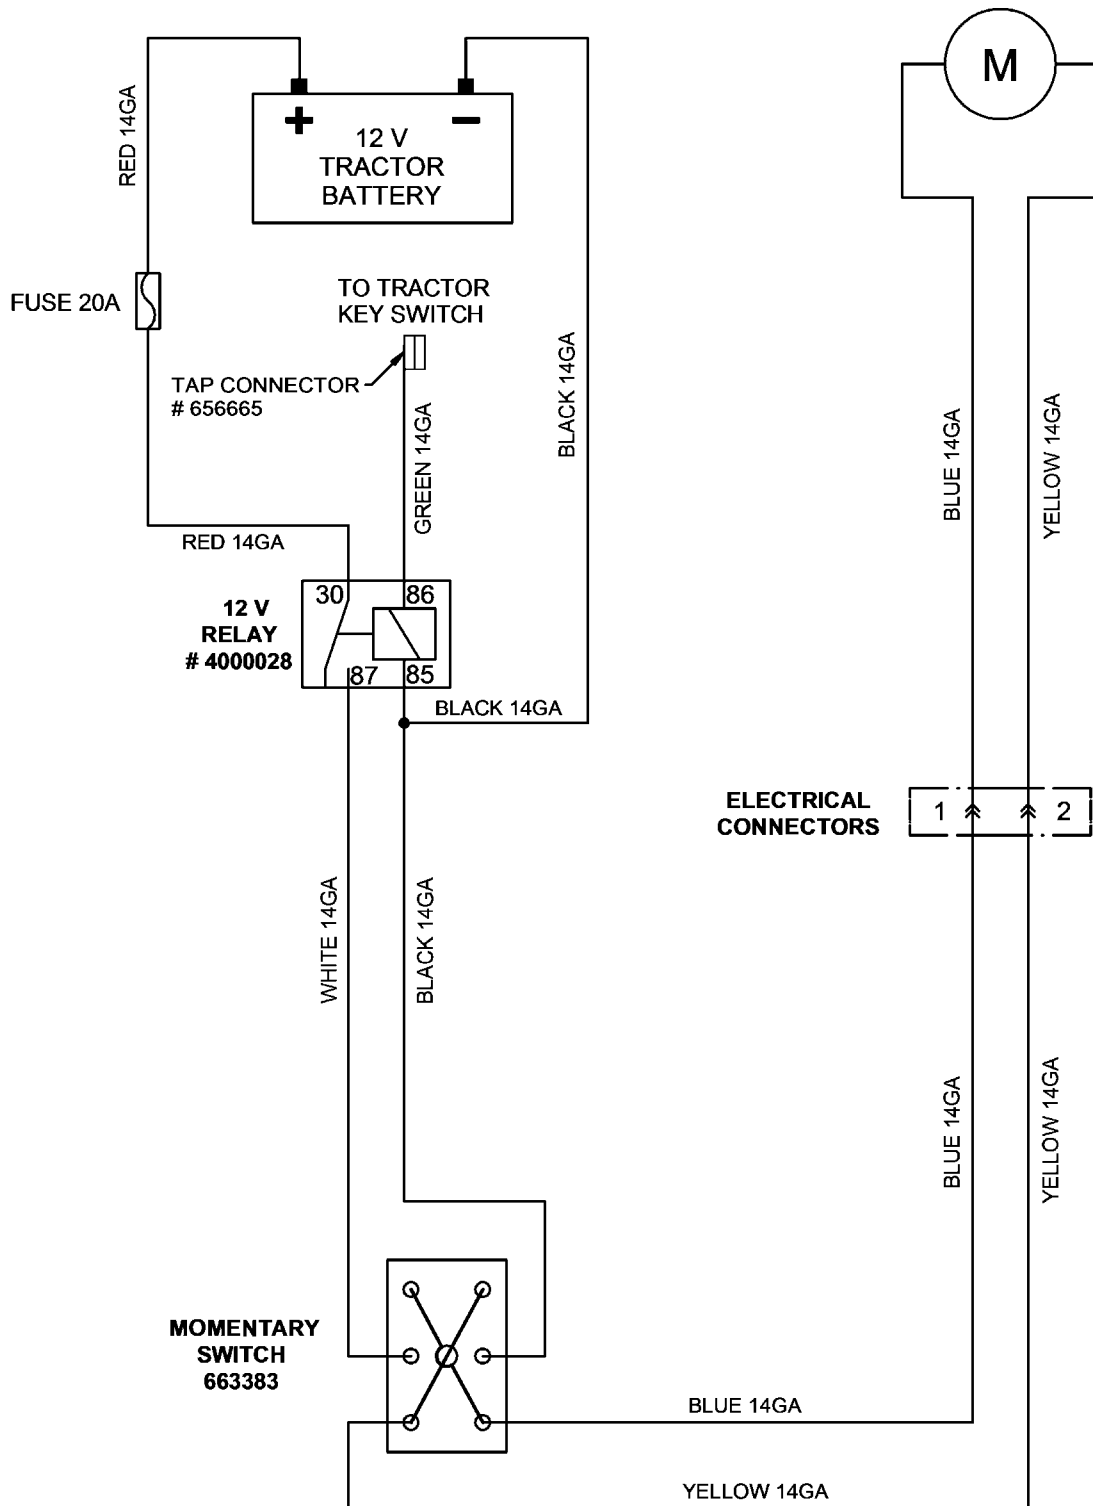 M
+
−
12 V
TRACTOR
BATTERY
RED 14GA
FUSE 20A
TO TRACTOR
KEY SWITCH
TAP CONNECTOR
# 656665
BLACK 14GA
GREEN 14GA
BLUE 14GA
YELLOW 14GA
RED 14GA
30
86
12 V
RELAY
# 4000028
87
85
BLACK 14GA
ELECTRICAL
CONNECTORS
1
2
WHITE 14GA
BLACK 14GA
BLUE 14GA
YELLOW 14GA
MOMENTARY
SWITCH
663383
BLUE 14GA
YELLOW 14GA